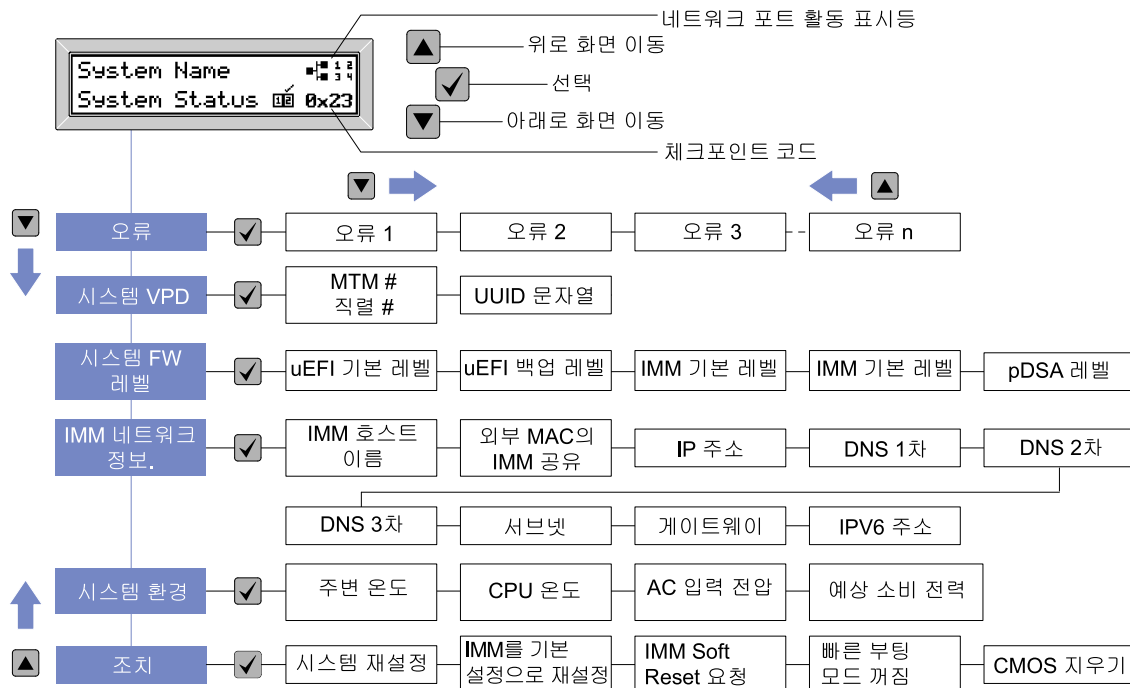 네트워크 포트 활동 표시등
위로 화면 이동
System Name
1 2
3 4
선택
System Status 12 0x23
아래로 화면 이동
체크포인트 코드
오류
오류 1
오류 2
오류 3
오류 n
시스템 VPD
MTM #
직렬 #
UUID 문자열
시스템 FW
레벨
uEFI 기본 레벨
uEFI 백업 레벨
IMM 기본 레벨
IMM 기본 레벨
pDSA 레벨
IMM 네트워크
정보.
IMM 호스트
이름
외부 MAC의
IMM 공유
IP 주소
DNS 1차
DNS 2차
DNS 3차
서브넷
게이트웨이
IPV6 주소
시스템 환경
주변 온도
CPU 온도
AC 입력 전압
예상 소비 전력
조치
시스템 재설정
IMM를 기본
설정으로 재설정
IMM Soft
Reset 요청
빠른 부팅
모드 꺼짐
CMOS 지우기